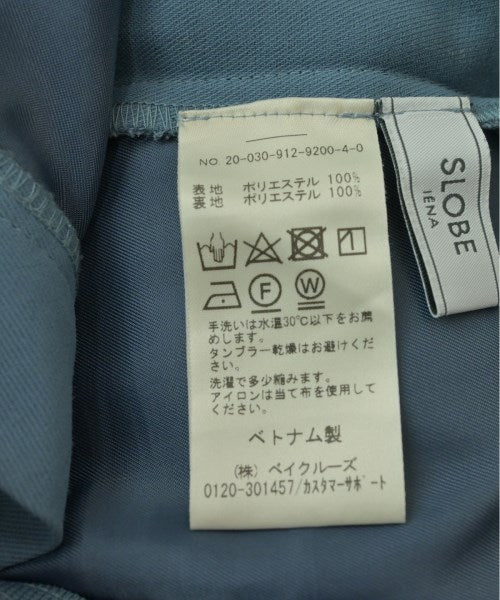 NO. 20-030-912-9200-4-0
表地 ポリエステル 100%
裏地 ポリエステル 100%
F
W
手洗いは水温30℃以下をお薦
めします。
タンブラー乾燥はお避けくだ
さい。
洗濯で多少縮みます。
アイロンは当て布を使用して
ください。
ベトナム製
(株) ベイクルーズ
0120-301457/カスタマーサポート
SLOBE
IÉNA